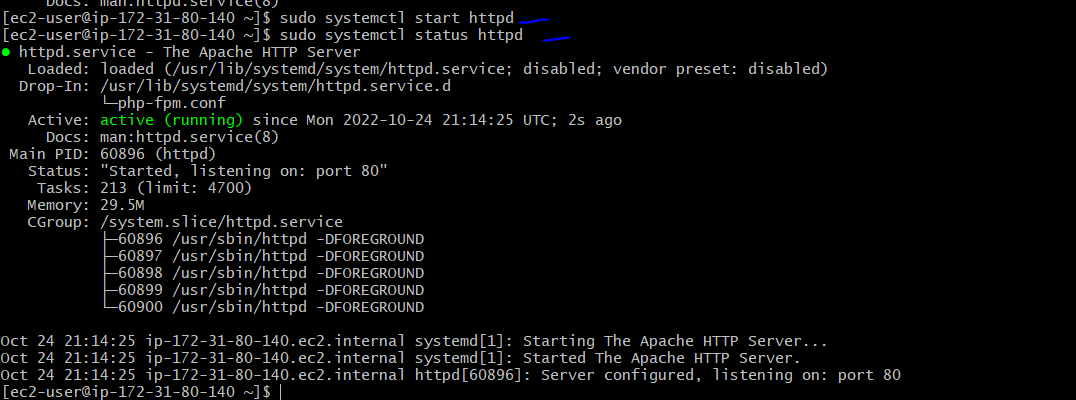 Docs: man:httpd.service(8)
[ec2-user@ip-172-31-80-140 ~]$ sudo systemctl start httpd
[ec2-user@ip-172-31-80-140 ~]$ sudo systemctl status httpd
● httpd.service - The Apache HTTP Server
Loaded: loaded (/usr/lib/systemd/system/httpd.service; disabled; vendor preset: disabled)
Drop-In: /usr/lib/systemd/system/httpd.service.d
└─php-fpm.conf
Active: active (running) since Mon 2022-10-24 21:14:25 UTC; 2s ago
Docs: man:httpd.service(8)
Main PID: 60896 (httpd)
Status: "Started, listening on: port 80"
Tasks: 213 (limit: 4700)
Memory: 29.5M
CGroup: /system.slice/httpd.service
├─60896 /usr/sbin/httpd -DFOREGROUND
├─60897 /usr/sbin/httpd -DFOREGROUND
├─60898 /usr/sbin/httpd -DFOREGROUND
├─60899 /usr/sbin/httpd -DFOREGROUND
└─60900 /usr/sbin/httpd -DFOREGROUND
Oct 24 21:14:25 ip-172-31-80-140.ec2.internal systemd[1]: Starting The Apache HTTP Server...
Oct 24 21:14:25 ip-172-31-80-140.ec2.internal systemd[1]: Started The Apache HTTP Server.
Oct 24 21:14:25 ip-172-31-80-140.ec2.internal httpd[60896]: Server configured, listening on: port 80
[ec2-user@ip-172-31-80-140 ~]$